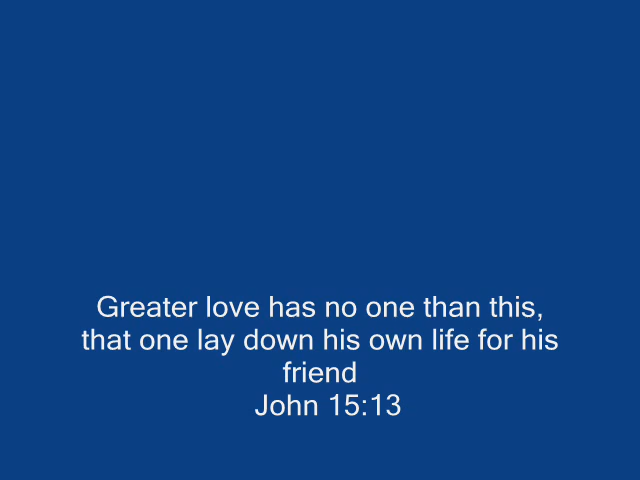 Greater love has no one than this,
that one lay down his own life for his
friend
John 15:13